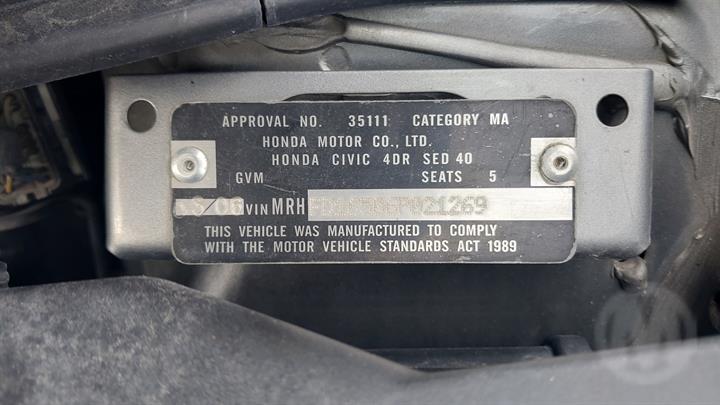 APPROVAL NO. 35111 CATEGORY MA
HONDA MOTOR CO., LTD.
HONDA CIVIC 4DR SED 40
GVM SEATS 5
VIN MRH
THIS VEHICLE WAS MANUFACTURED TO COMPLY
WITH THE MOTOR VEHICLE STANDARDS ACT 1989